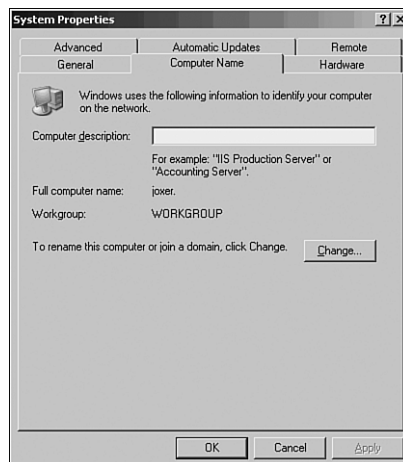 System Properties
Advanced
Automatic Updates
Remote
General
Computer Name
Hardware
Windows uses the following information to identify your computer
on the network.
Computer description:
For example: "IIS Production Server" or
"Accounting Server".
Full computer name:
joxer.
Workgroup:
WORKGROUP
To rename this computer or join a domain, click Change.
Change...
OK
Cancel
Apply